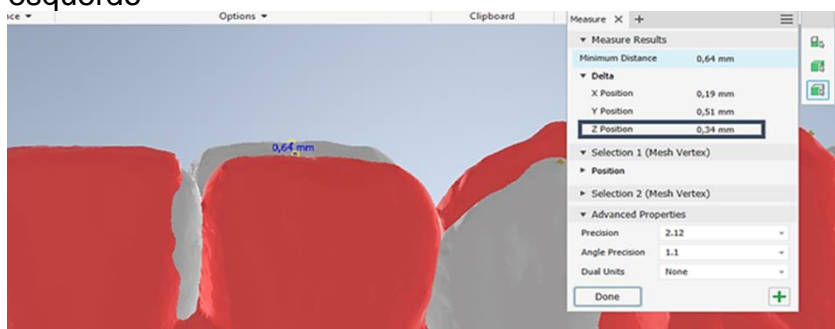 esquerdo
Options ▾
Clipboard
Measure × +
▾ Measure Results
Minimum Distance 0,64 mm
▾ Delta
X Position 0,19 mm
Y Position 0,51 mm
Z Position 0,34 mm
0,64 mm
▾ Selection 1 (Mesh Vertex)
▸ Position
▸ Selection 2 (Mesh Vertex)
▾ Advanced Properties
Precision 2.12
Angle Precision 1.1
Dual Units None
Done